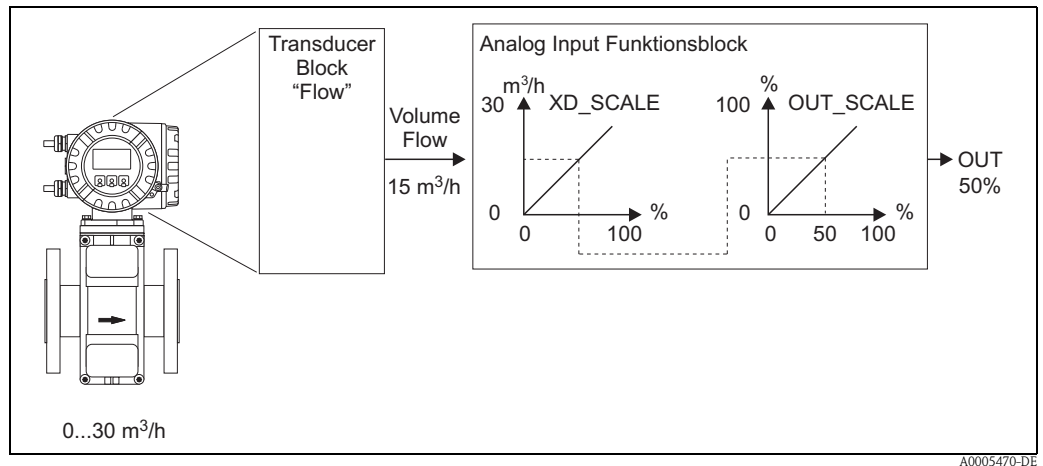 Transducer
Block
“Flow”
Volume
Flow
15 m³/h
Analog Input Funktionsblock
m³/h
30
XD_SCALE
0
%
0
100
%
100
OUT_SCALE
0
%
0
50
100
OUT
50%
0...30 m³/h
A0005470-DE